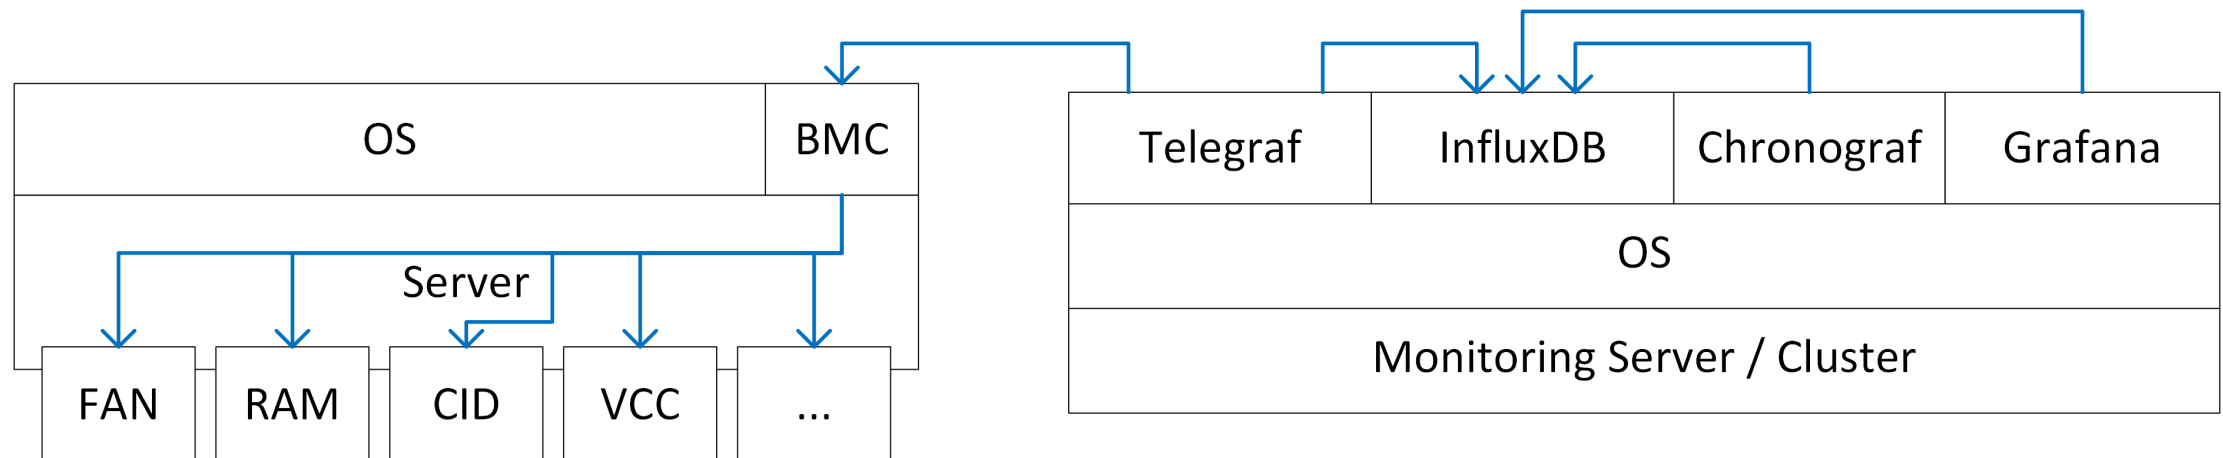 OS
BMC
Server
FAN
RAM
CID
VCC
...
Telegraf
InfluxDB
Chronograf
Grafana
OS
Monitoring Server / Cluster